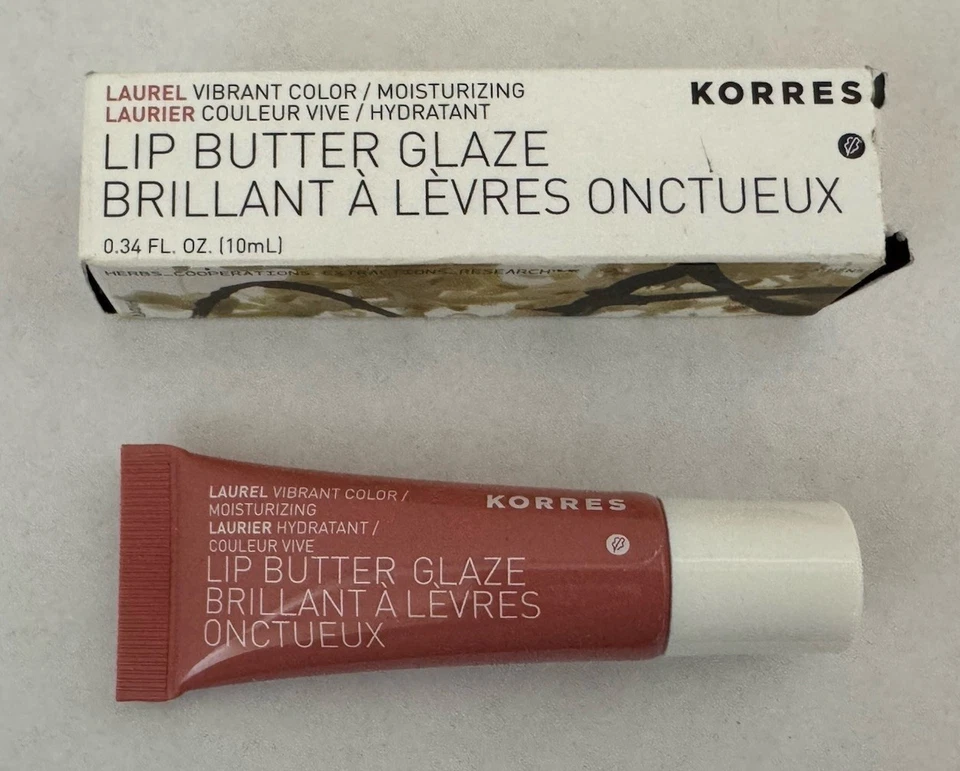 LAUREL VIBRANT COLOR / MOISTURIZING
LAURIER COULEUR VIVE / HYDRATANT
KORRES
LIP BUTTER GLAZE
BRILLANT À LÈVRES ONCTUEUX
0.34 FL. OZ. (10mL)
HERBS_COOPERATIONS_EXTRACTIONS_RESEARCH
LAUREL VIBRANT COLOR /
MOISTURIZING
LAURIER HYDRATANT /
COULEUR VIVE
KORRES
LIP BUTTER GLAZE
BRILLANT À LÈVRES
ONCTUEUX